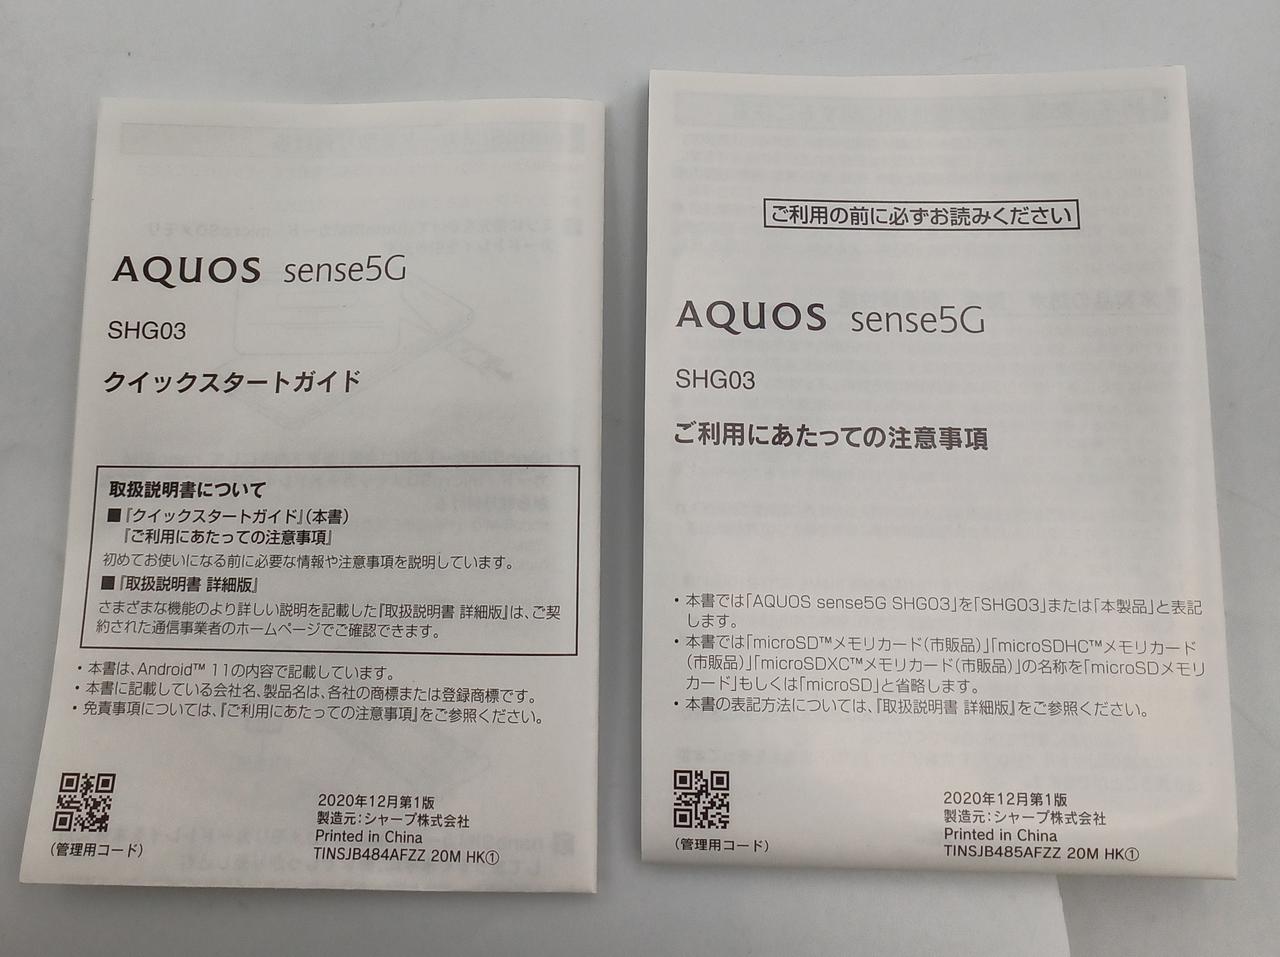 AQUOS sense5G
SHG03
クイックスタートガイド
取扱説明書について
■『クイックスタートガイド』(本書)
『ご利用にあたっての注意事項』
初めてお使いになる前に必要な情報や注意事項を説明しています。
■『取扱説明書 詳細版』
さまざまな機能のより詳しい説明を記載した『取扱説明書 詳細版』は、ご契
約された通信事業者のホームページでご確認できます。
・本書は、Android™ 11の内容で記載しています。
・本書に記載している会社名、製品名は、各社の商標または登録商標です。
・免責事項については、『ご利用にあたっての注意事項』をご参照ください。
(管理用コード)
2020年12月第1版
製造元:シャープ株式会社
Printed in China
TINSJB484AFZZ 20M HK①
ご利用の前に必ずお読みください
AQUOS sense5G
SHG03
ご利用にあたっての注意事項
・本書では「AQUOS sense5G SHG03」を「SHG03」または「本製品」と表記
します。
・本書では「microSD™メモリカード(市販品)」「microSDHC™メモリカード
(市販品)」「microSDXC™メモリカード(市販品)」の名称を「microSDメモリ
カード」もしくは「microSD」と省略します。
・本書の表記方法については、『取扱説明書 詳細版』をご参照ください。
(管理用コード)
2020年12月第1版
製造元:シャープ株式会社
Printed in China
TINSJB485AFZZ 20M HK①